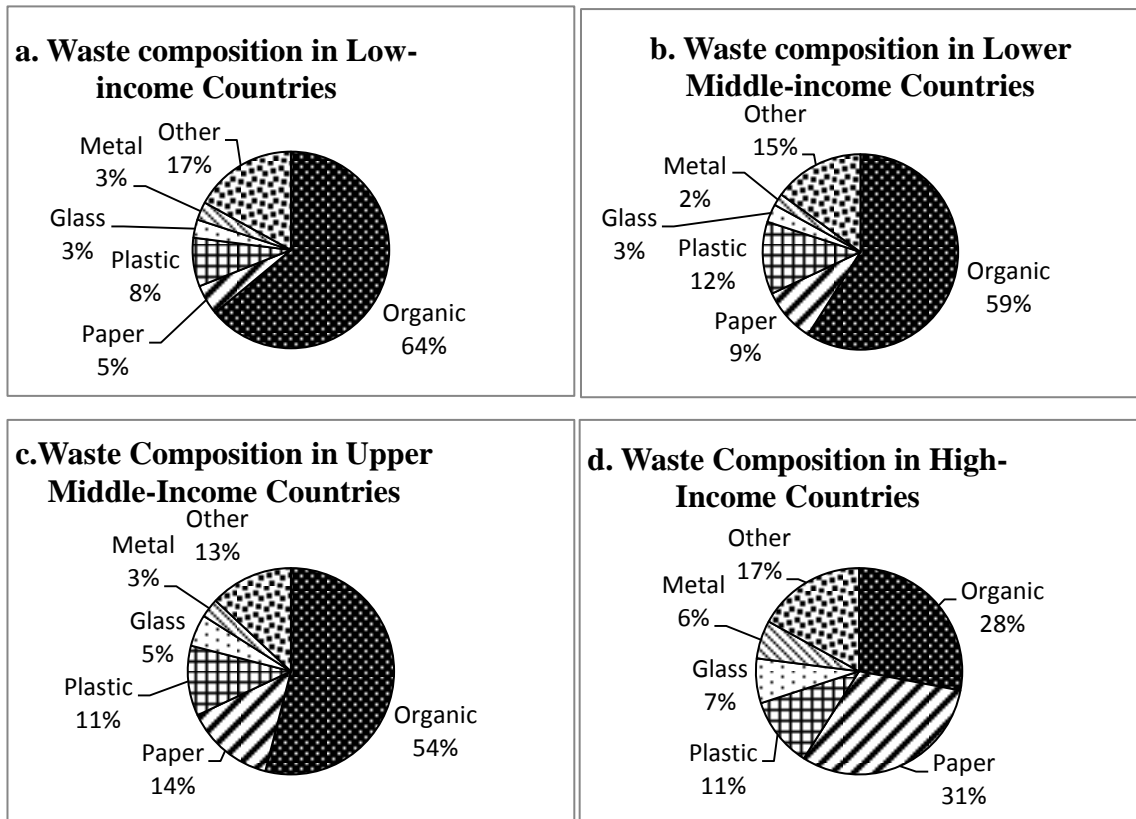 a. Waste composition in Low-
income Countries
Other
17%
Metal
3%
Glass
3%
Plastic
8%
Paper
5%
Organic
64%
b. Waste composition in Lower
Middle-income Countries
Other
15%
Metal
2%
Glass
3%
Plastic
12%
Paper
9%
Organic
59%
c.Waste Composition in Upper
Middle-Income Countries
Other
13%
Metal
3%
Glass
5%
Plastic
11%
Paper
14%
Organic
54%
d. Waste Composition in High-
Income Countries
Other
17%
Metal
6%
Glass
7%
Plastic
11%
Organic
28%
Paper
31%